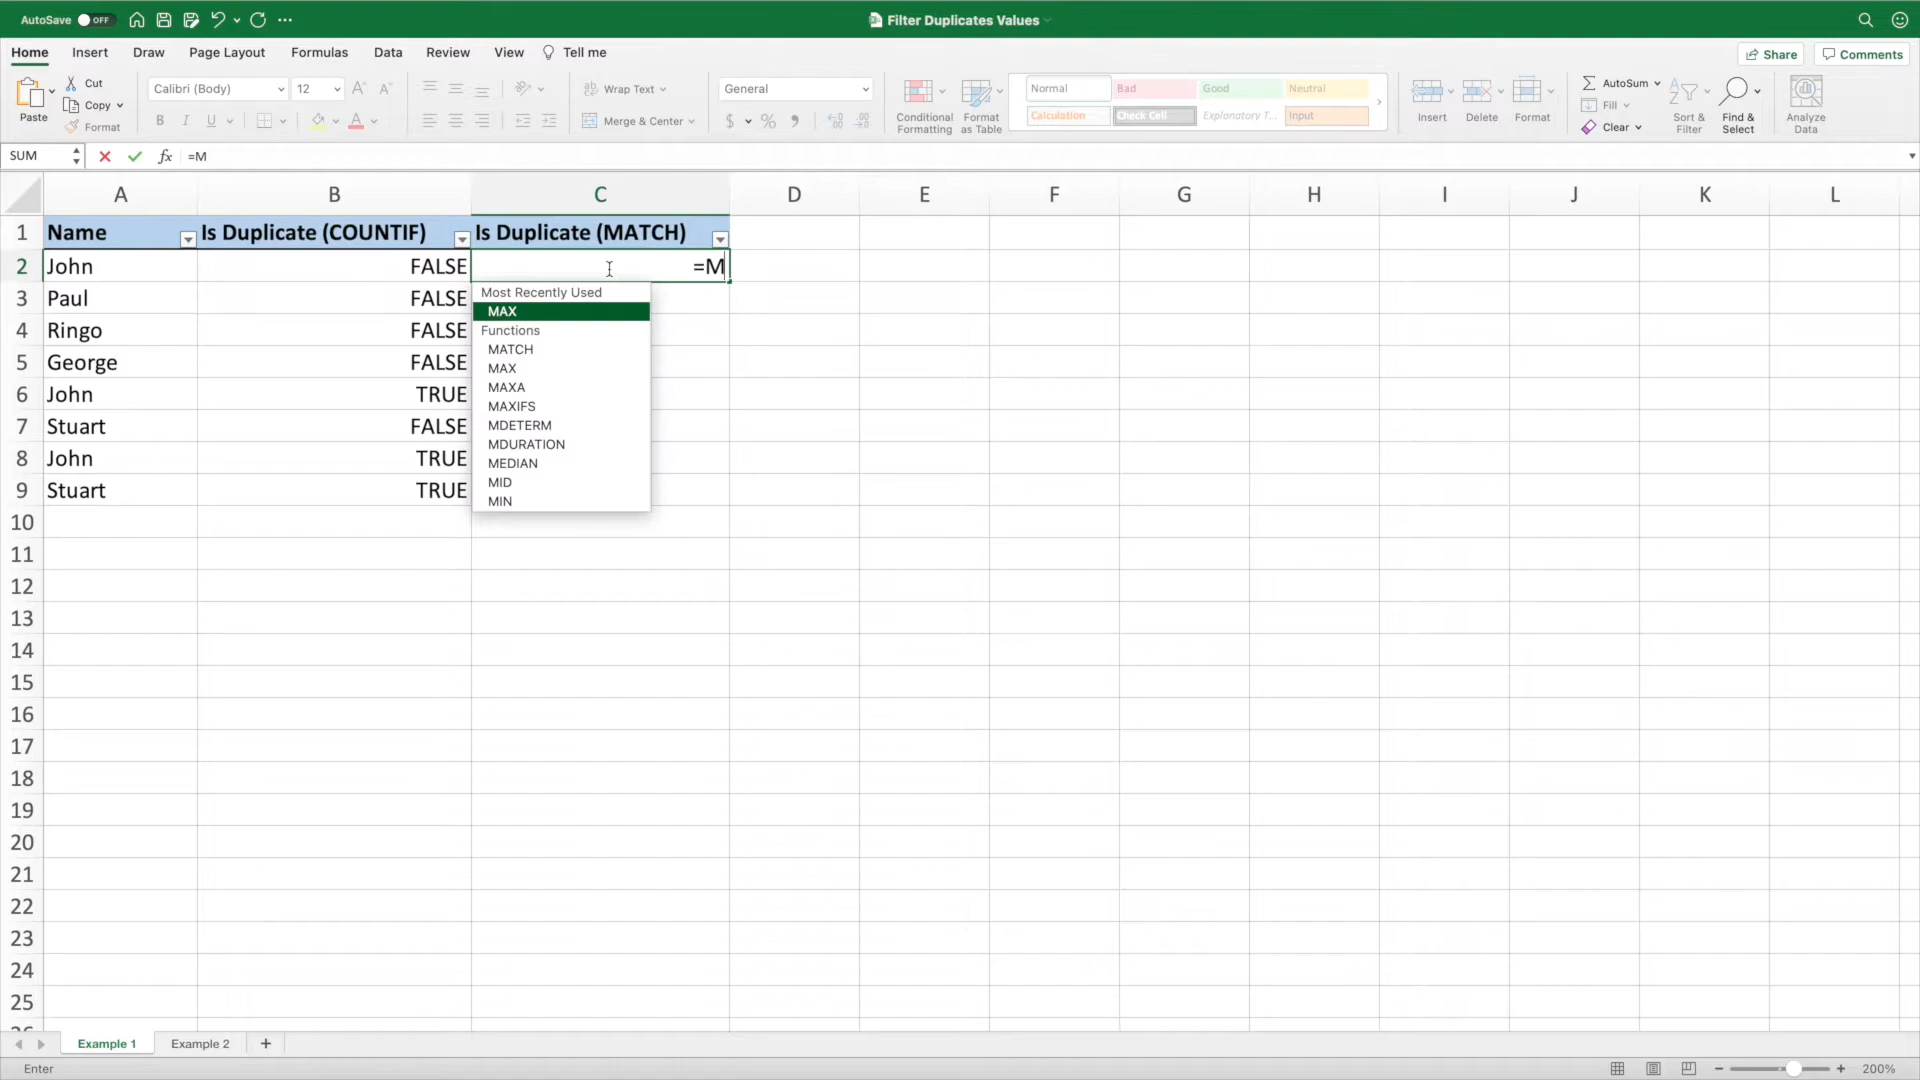 AutoSave OFF
Filter Duplicates Values
Home Insert Draw Page Layout Formulas Data Review View Tell me
Share Comments
Paste
Cut
Copy
Format
Calibri (Body) 12
B I U
Wrap Text
Merge & Center
General
$ %
Conditional Formatting
Format as Table
Normal Bad Good Neutral
Calculation Check Cell Explanatory T... Input
Insert Delete Format
AutoSum
Fill
Clear
Sort & Filter
Find & Select
Analyze Data
SUM fx =M
A B C D E F G H I J K L
1 Name Is Duplicate (COUNTIF) Is Duplicate (MATCH)
2 John FALSE =M
3 Paul FALSE
4 Ringo FALSE
5 George FALSE
6 John TRUE
7 Stuart FALSE
8 John TRUE
9 Stuart TRUE
Most Recently Used
MAX
Functions
MATCH
MAX
MAXA
MAXIFS
MDETERM
MDURATION
MEDIAN
MID
MIN
10
11
12
13
14
15
16
17
18
19
20
21
22
23
24
25
Example 1 Example 2 +
Enter
200%